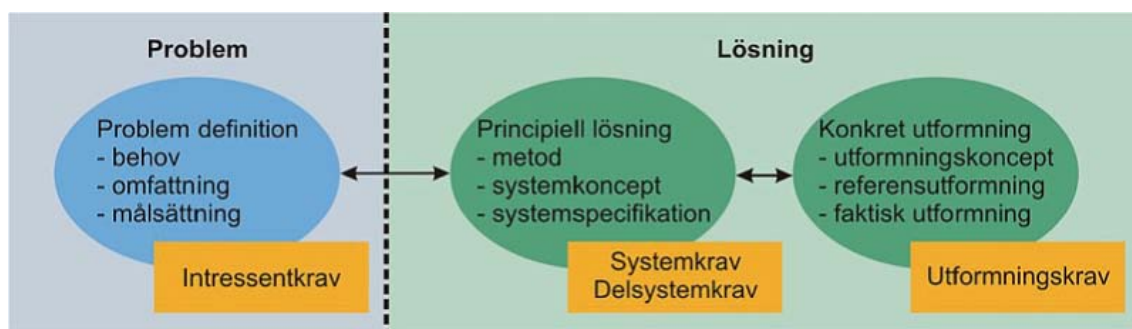 Problem
Lösning
Problem definition
- behov
- omfattning
- målsättning
Intressentkrav
Principiell lösning
- metod
- systemkoncept
- systemspecifikation
Systemkrav
Delsystemkrav
Konkret utformning
- utformningskoncept
- referensutformning
- faktisk utformning
Utformningskrav